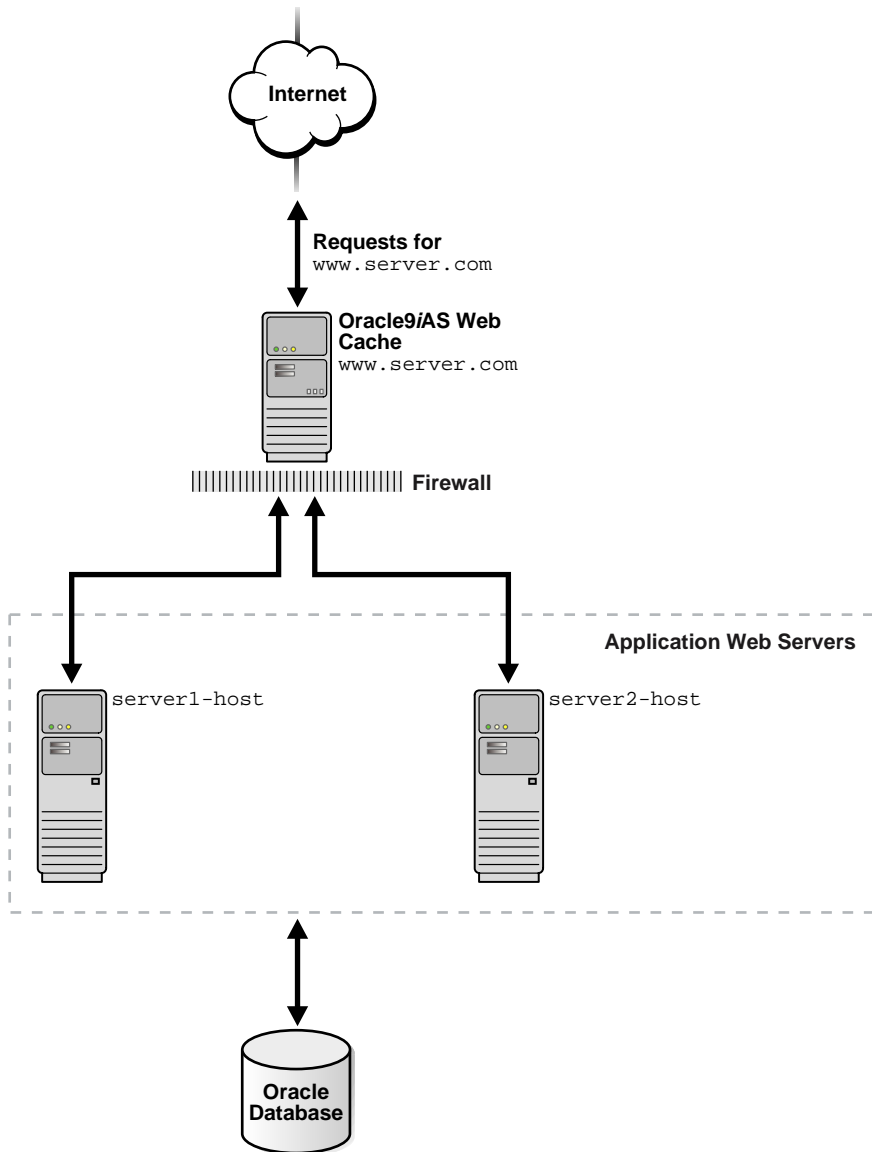 Internet
Requests for
www.server.com
Oracle9iAS Web
Cache
www.server.com
Firewall
Application Web Servers
server1-host
server2-host
Oracle
Database